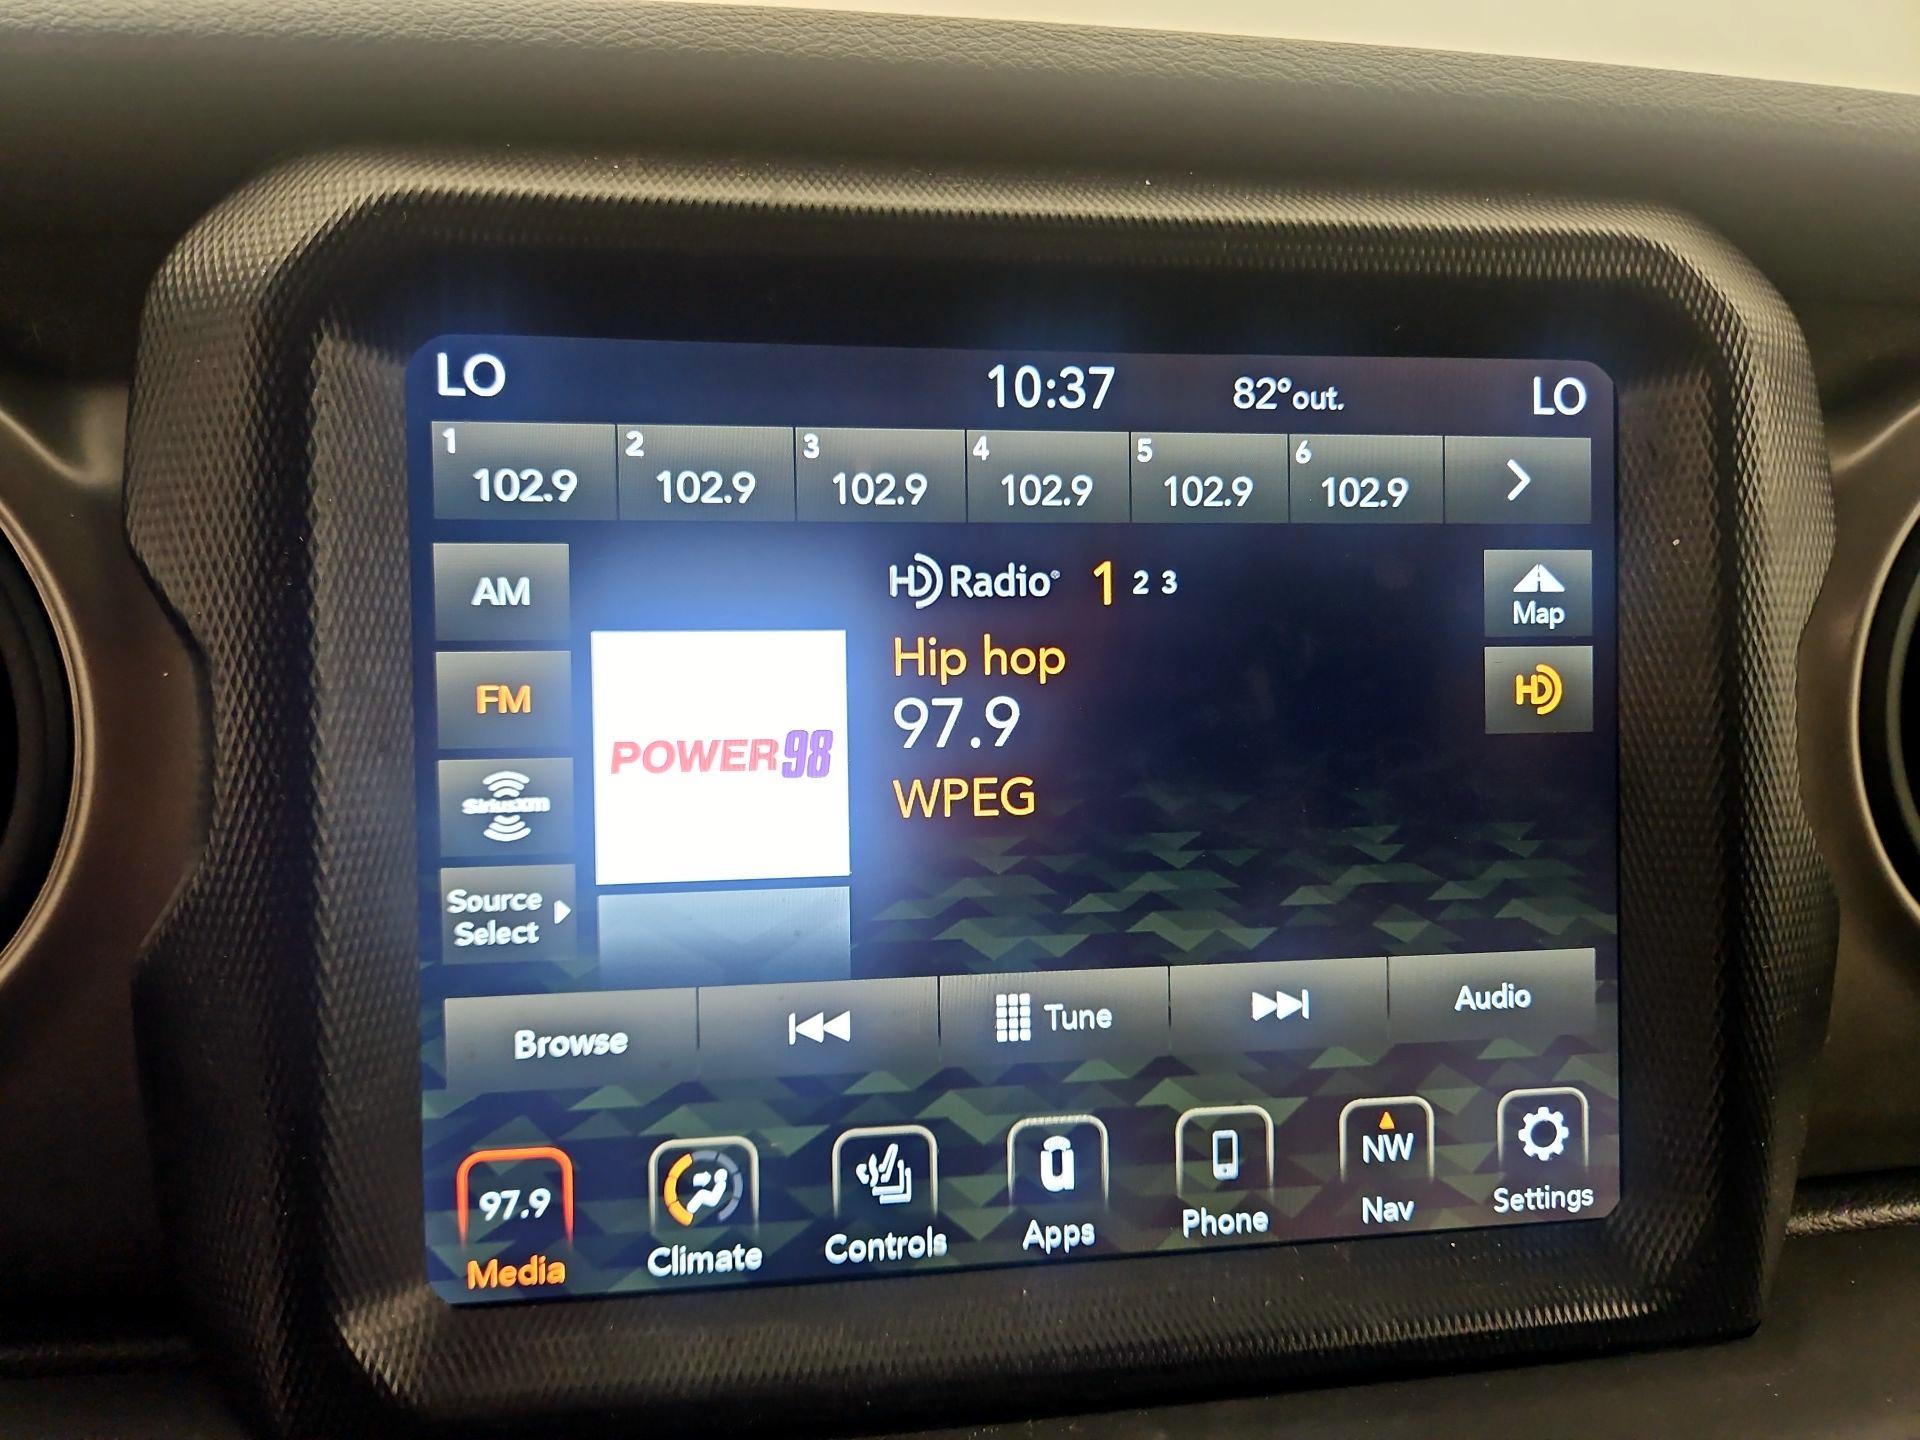 LO 10:37 82°out. LO
1 102.9 2 102.9 3 102.9 4 102.9 5 102.9 6 102.9
AM
FM
SiriusXM
Source
Select
POWER98
HD Radio® 1 2 3
Hip hop
97.9
WPEG
Map
HD
Browse Tune Audio
97.9 NW
Media Climate Controls Apps Phone Nav Settings